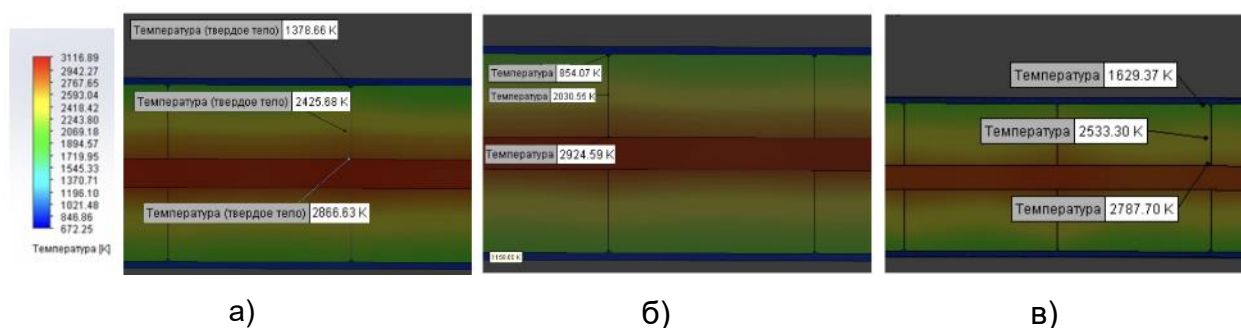 3116.89
2942.27
2767.65
2593.04
2418.42
2243.80
2069.18
1894.57
1719.95
1545.33
1370.71
1196.10
1021.48
846.86
672.25
Температура [K]
Температура (твердое тело) 1378.66 K
Температура (твердое тело) 2425.68 K
Температура (твердое тело) 2866.63 K
а)
Температура 854.07 K
Температура 2030.55 K
Температура 2924.59 K
б)
Температура 1629.37 K
Температура 2533.30 K
Температура 2787.70 K
в)